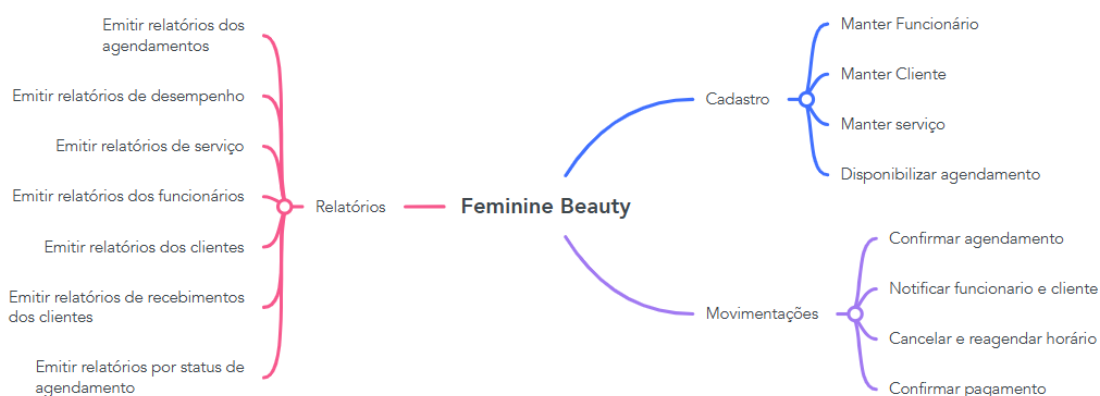 Emitir relatórios dos
agendamentos
Emitir relatórios de desempenho
Emitir relatórios de serviço
Emitir relatórios dos funcionários
Emitir relatórios dos clientes
Emitir relatórios de recebimentos
dos clientes
Emitir relatórios por status de
agendamento
Relatórios
Feminine Beauty
Cadastro
Manter Funcionário
Manter Cliente
Manter serviço
Disponibilizar agendamento
Movimentações
Confirmar agendamento
Notificar funcionario e cliente
Cancelar e reagendar horário
Confirmar pagamento